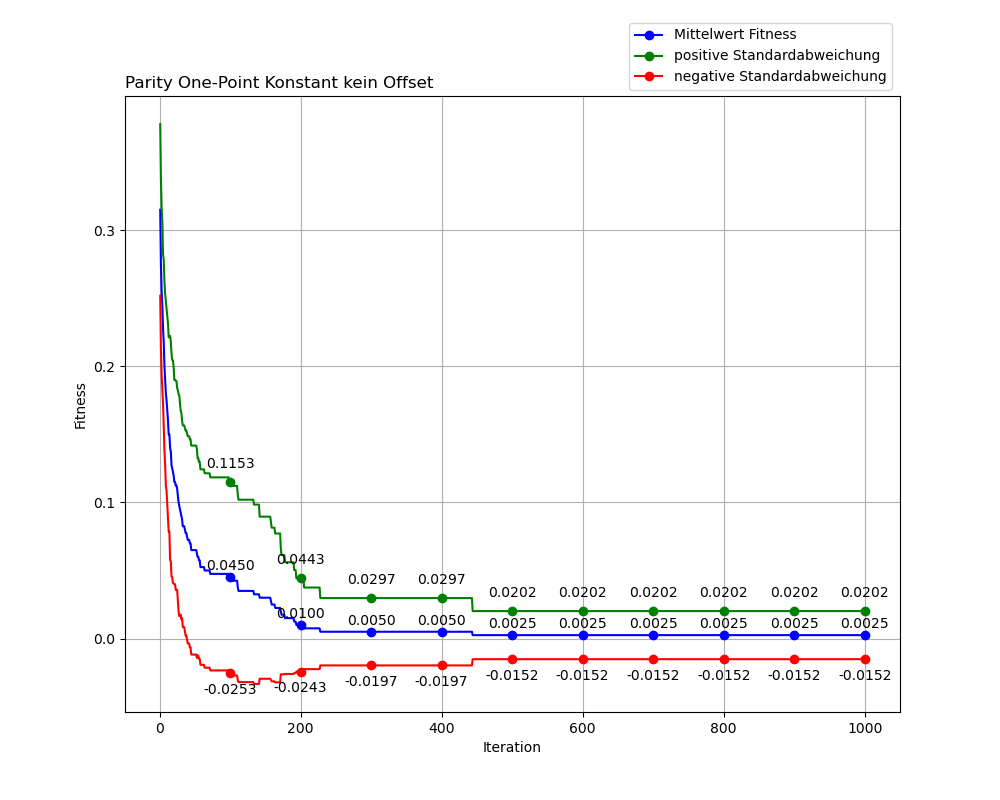 Mittelwert Fitness
positive Standardabweichung
negative Standardabweichung
Parity One-Point Konstant kein Offset
Fitness
0.3
0.2
0.1
0.0
0.1153
0.0443
0.0297 0.0297
0.0202 0.0202 0.0202 0.0202 0.0202 0.0202
0.0450
0.0100
0.0050 0.0050
0.0025 0.0025 0.0025 0.0025 0.0025 0.0025
-0.0253
-0.0243
-0.0197 -0.0197
-0.0152 -0.0152 -0.0152 -0.0152 -0.0152 -0.0152
0 200 400 600 800 1000
Iteration